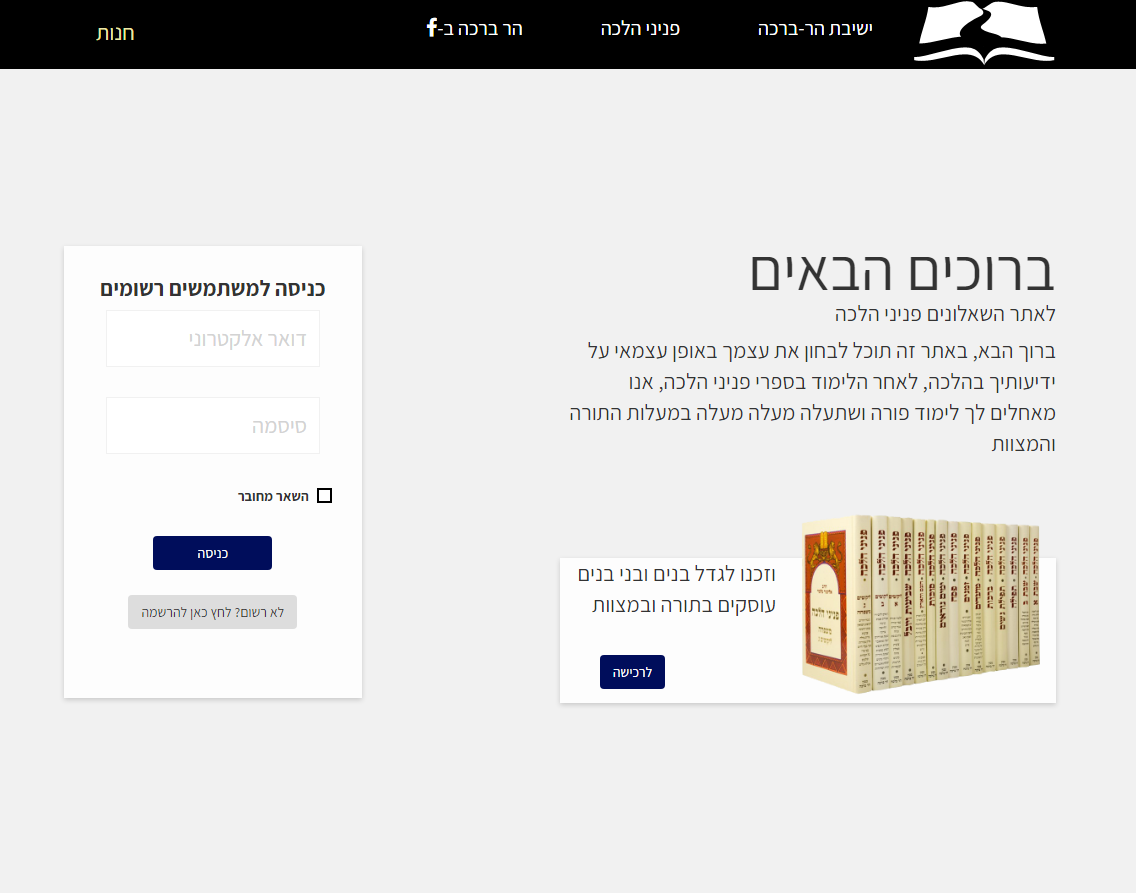 ישיבת הר-ברכה
פניני הלכה
הר ברכה ב-f
חנות
ברוכים הבאים
לאתר השאלונים פניני הלכה
ברוך הבא, באתר זה תוכל לבחון את עצמך באופן עצמאי על
ידיעותיך בהלכה, לאחר הלימוד בספרי פניני הלכה, אנו
מאחלים לך לימוד פורה ושתעלה מעלה מעלה במעלות התורה
והמצוות
וזכנו לגדל בנים ובני בנים
עוסקים בתורה ובמצוות
לרכישה
פניני הלכה
כניסה למשתמשים רשומים
דואר אלקטרוני
סיסמה
השאר מחובר
כניסה
לא רשום? לחץ כאן להרשמה